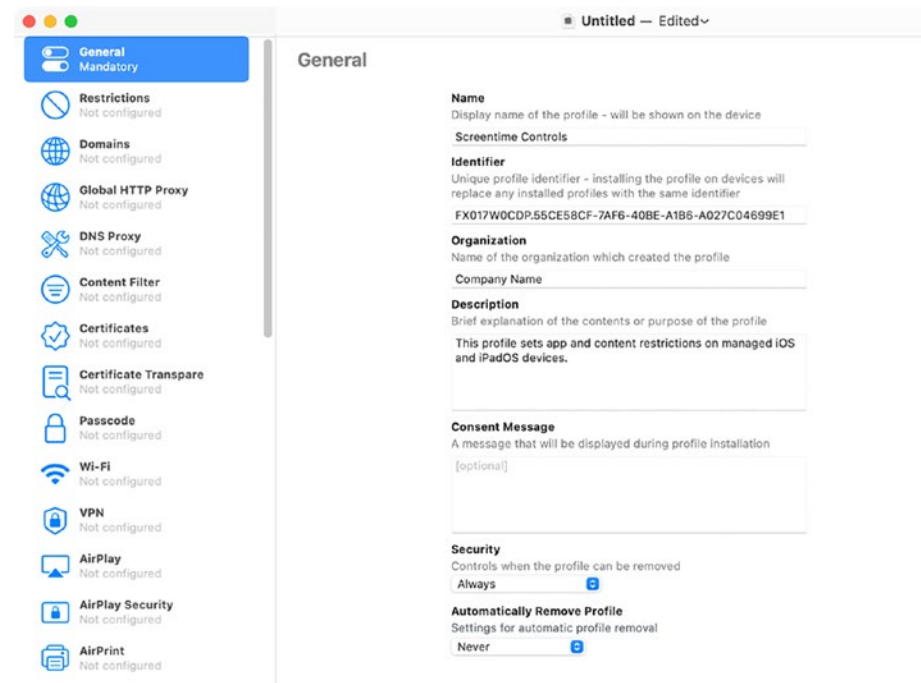 Untitled — Edited
General
Mandatory
Restrictions
Not configured
Domains
Not configured
Global HTTP Proxy
Not configured
DNS Proxy
Not configured
Content Filter
Not configured
Certificates
Not configured
Certificate Transpare
Not configured
Passcode
Not configured
Wi-Fi
Not configured
VPN
Not configured
AirPlay
Not configured
AirPlay Security
Not configured
AirPrint
Not configured
General
Name
Display name of the profile - will be shown on the device
Screentime Controls
Identifier
Unique profile identifier - installing the profile on devices will
replace any installed profiles with the same identifier
FX017W0CDP.55CE58CF-7AF6-40BE-A1B6-A027C04699E1
Organization
Name of the organization which created the profile
Company Name
Description
Brief explanation of the contents or purpose of the profile
This profile sets app and content restrictions on managed iOS
and iPadOS devices.
Consent Message
A message that will be displayed during profile installation
[optional]
Security
Controls when the profile can be removed
Always
Automatically Remove Profile
Settings for automatic profile removal
Never